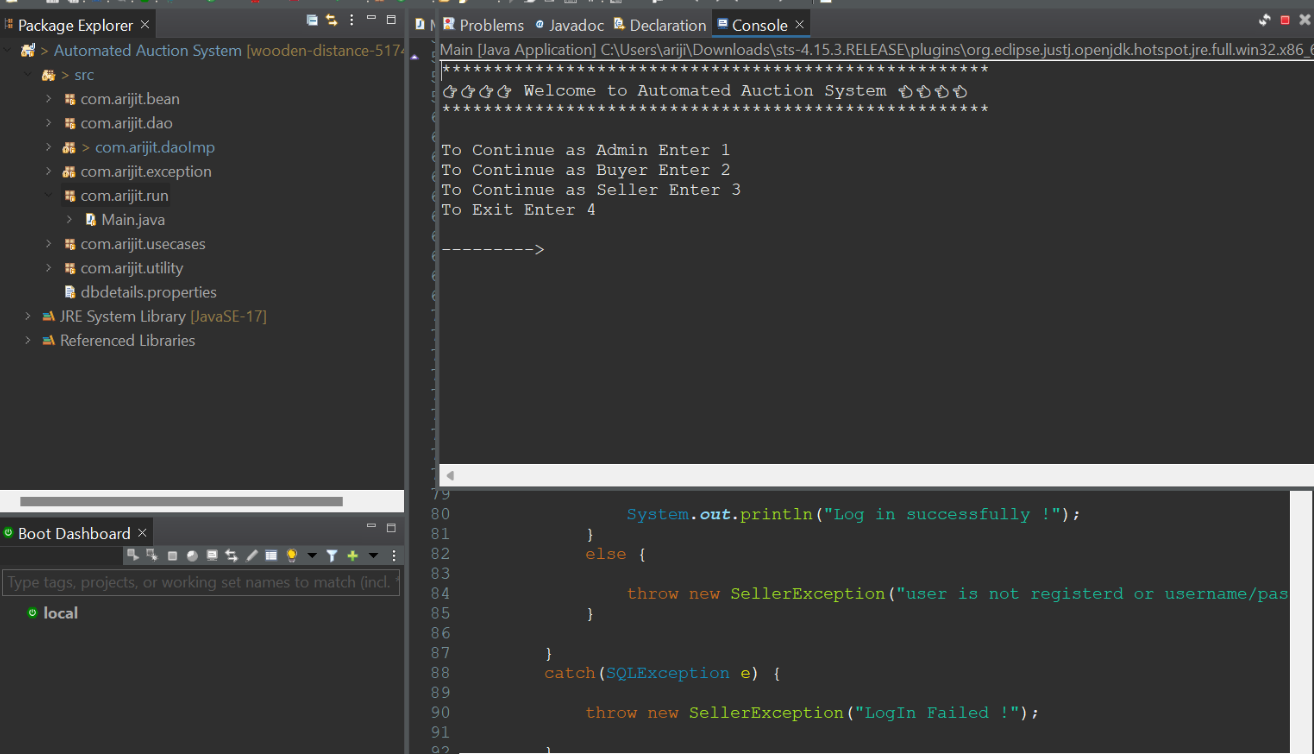 Package Explorer
> Automated Auction System [wooden-distance-5174
> src
com.arijit.bean
com.arijit.dao
> com.arijit.daoImp
com.arijit.exception
com.arijit.run
Main.java
com.arijit.usecases
com.arijit.utility
dbdetails.properties
JRE System Library [JavaSE-17]
Referenced Libraries
Boot Dashboard
Type tags, projects, or working set names to match (incl. *
local
Problems Javadoc Declaration Console
Main [Java Application] C:\Users\ariji\Downloads\sts-4.15.3.RELEASE\plugins\org.eclipse.justj.openjdk.hotspot.jre.full.win32.x86_6
*****************************************************
👉👉👉👉 Welcome to Automated Auction System 👈👈👈👈
*****************************************************
To Continue as Admin Enter 1
To Continue as Buyer Enter 2
To Continue as Seller Enter 3
To Exit Enter 4
--------->
79
80 System.out.println("Log in successfully !");
81 }
82 else {
83
84 throw new SellerException("user is not registerd or username/pas
85 }
86
87 }
88 catch(SQLException e) {
89
90 throw new SellerException("LogIn Failed !");
91
92 }